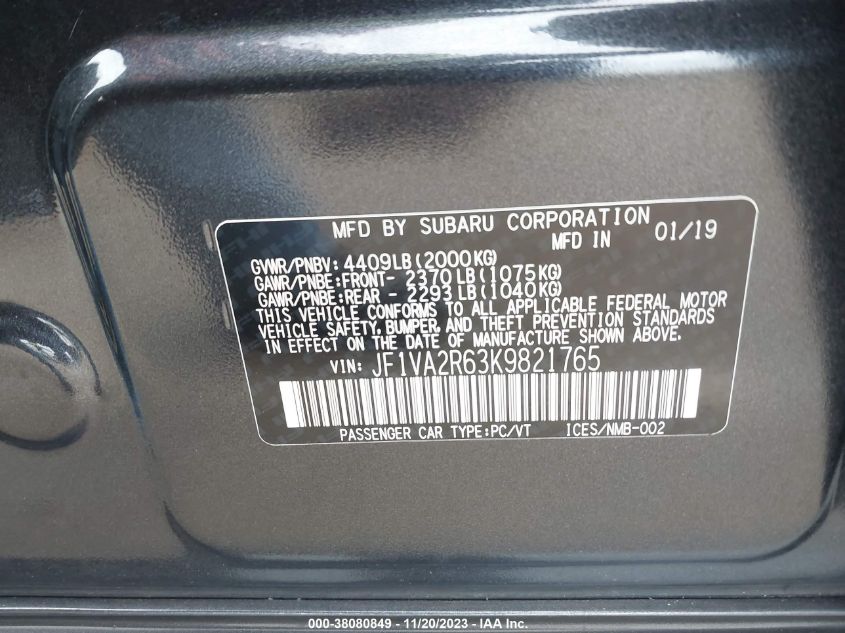 MFD BY SUBARU CORPORATION
MFD IN 01/19
GVWR/PNBV: 4409LB(2000KG)
GAWR/PNBE:FRONT- 2370LB(1075KG)
GAWR/PNBE:REAR - 2293LB(1040KG)
THIS VEHICLE CONFORMS TO ALL APPLICABLE FEDERAL MOTOR
VEHICLE SAFETY, BUMPER, AND THEFT PREVENTION STANDARDS
IN EFFECT ON THE DATE OF MANUFACTURE SHOWN ABOVE.
VIN: JF1VA2R63K9821765
PASSENGER CAR TYPE:PC/VT ICES/NMB-002
000-38080849 - 11/20/2023 - IAA Inc.